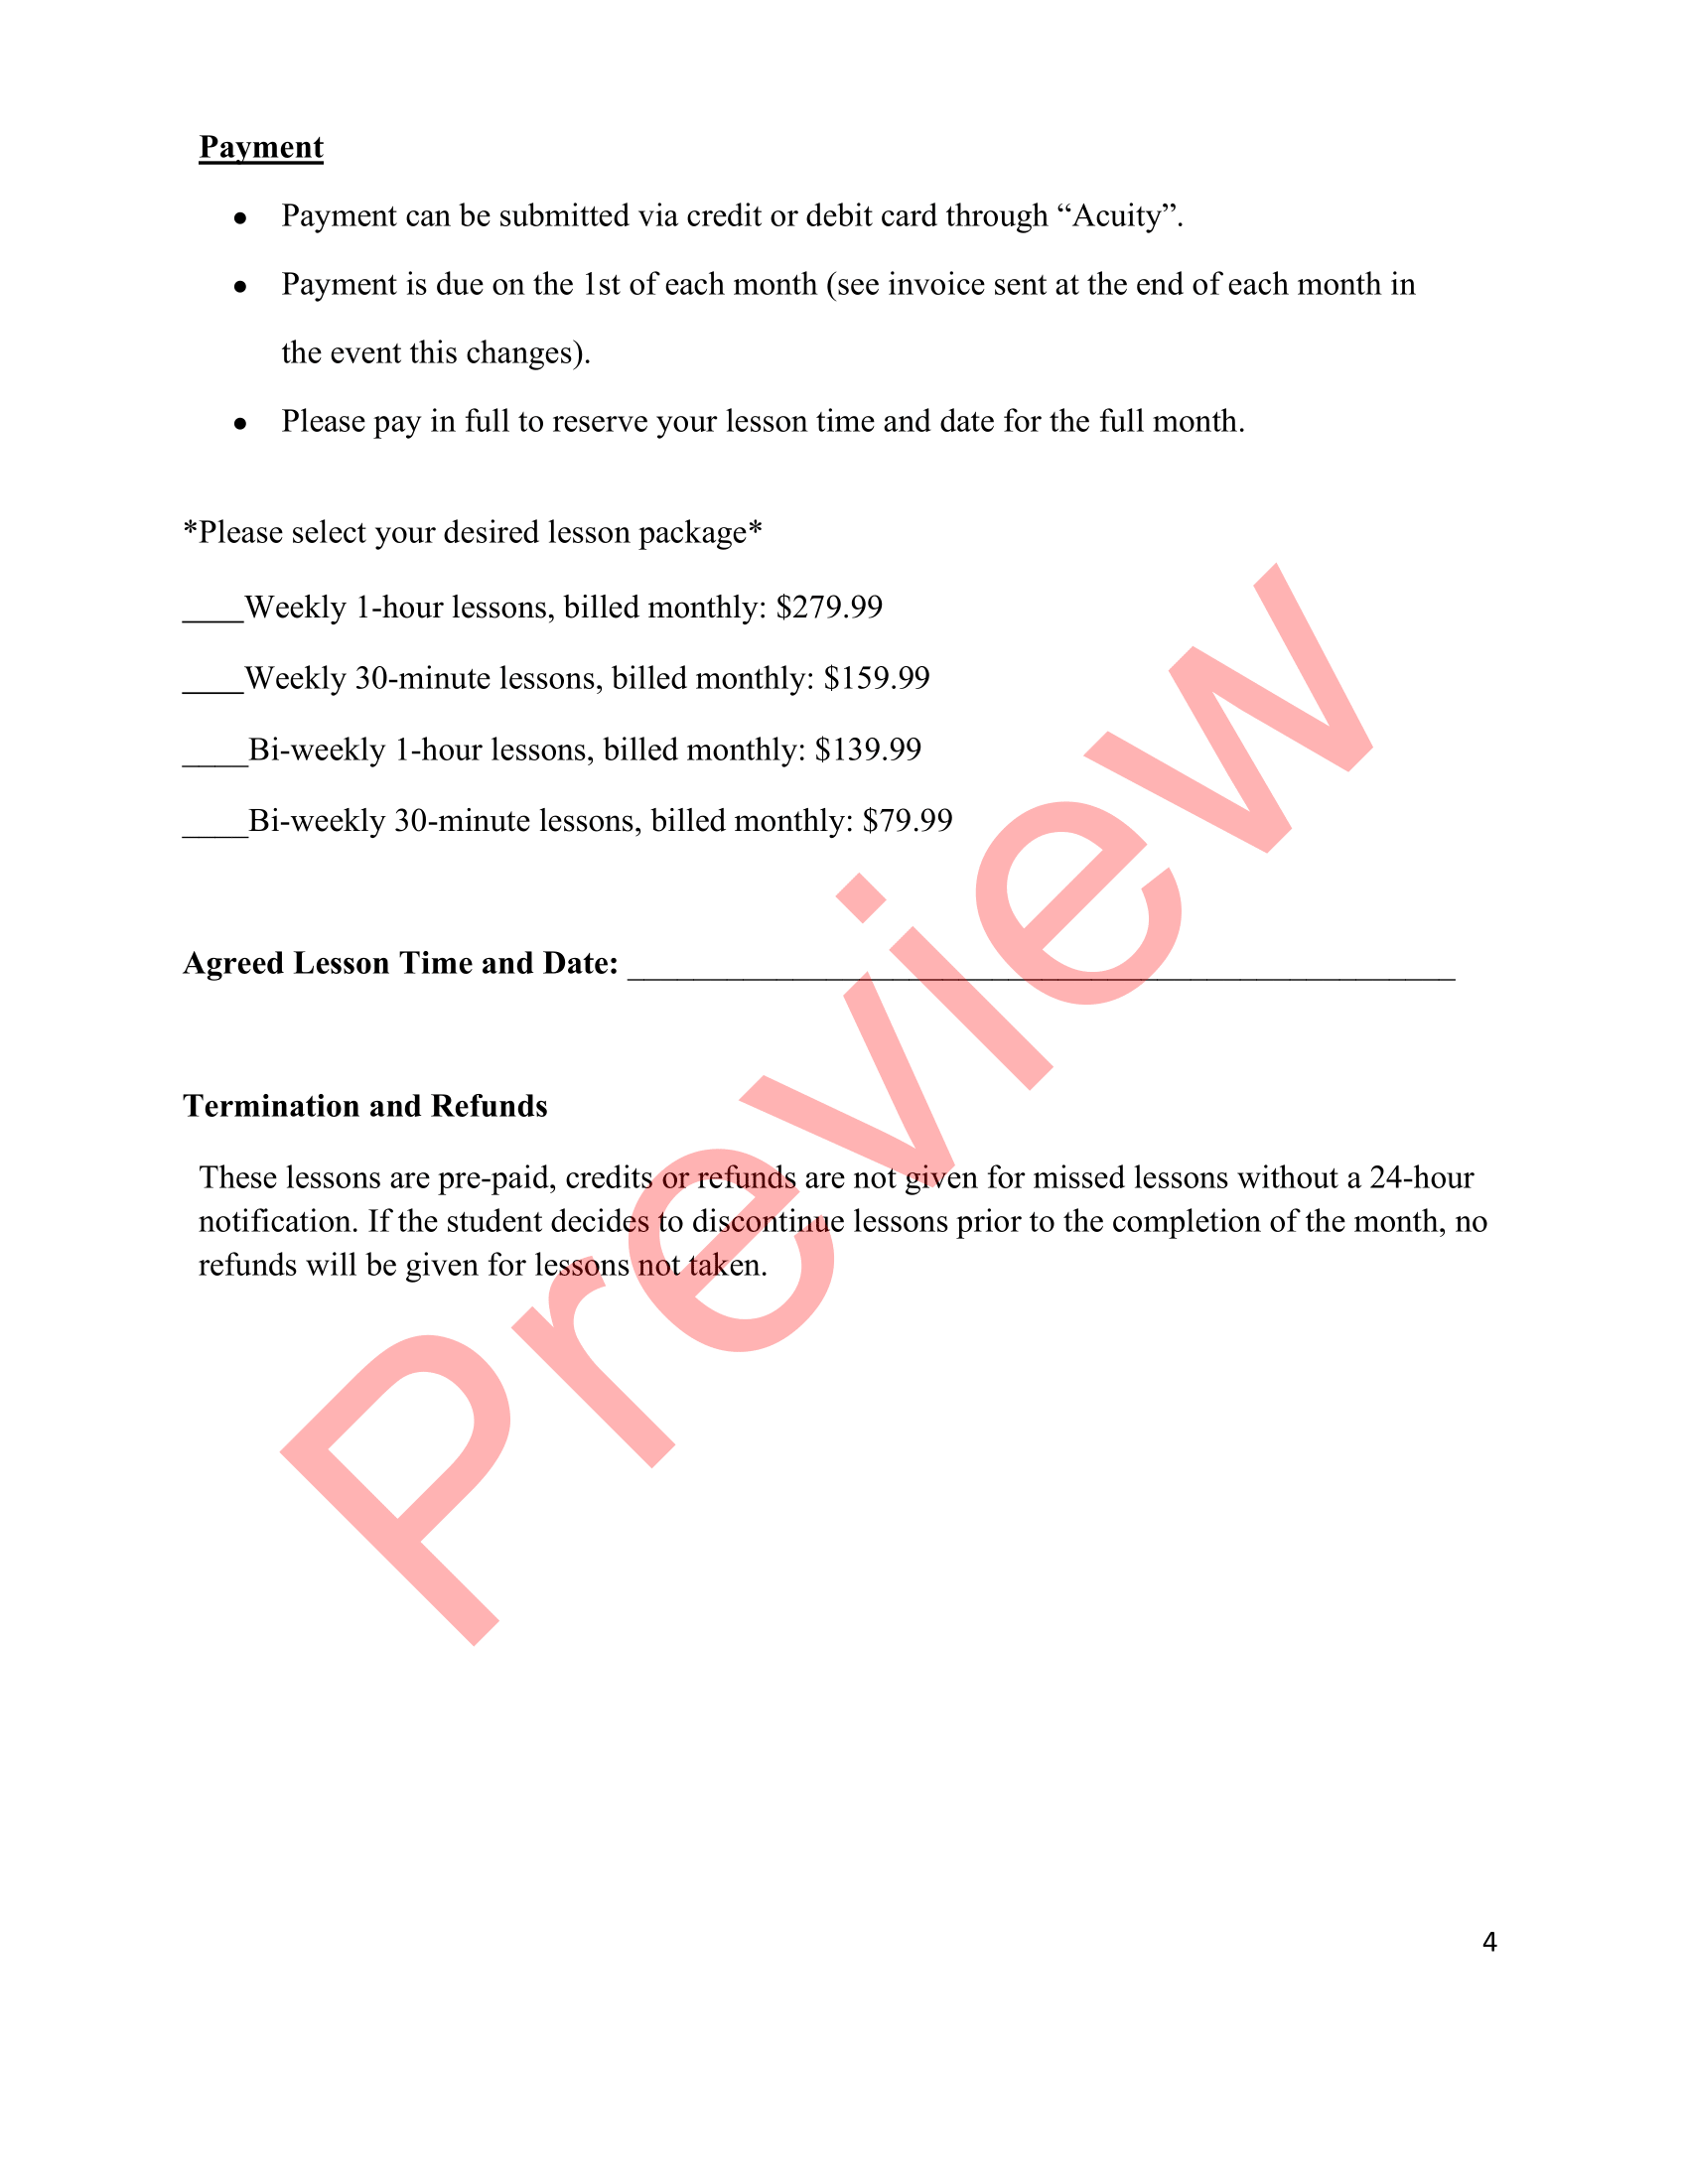 Payment
● Payment can be submitted via credit or debit card through “Acuity”.
● Payment is due on the 1st of each month (see invoice sent at the end of each month in
the event this changes).
● Please pay in full to reserve your lesson time and date for the full month.
*Please select your desired lesson package*
____Weekly 1-hour lessons, billed monthly: $279.99
____Weekly 30-minute lessons, billed monthly: $159.99
____Bi-weekly 1-hour lessons, billed monthly: $139.99
____Bi-weekly 30-minute lessons, billed monthly: $79.99
Agreed Lesson Time and Date: __________________________________________________
Termination and Refunds
These lessons are pre-paid, credits or refunds are not given for missed lessons without a 24-hour
notification. If the student decides to discontinue lessons prior to the completion of the month, no
refunds will be given for lessons not taken.
Preview
4